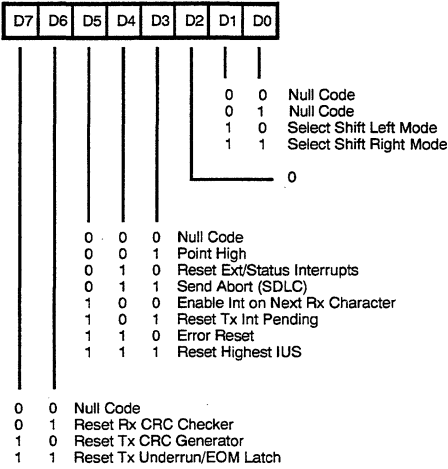 D7 D6 D5 D4 D3 D2 D1 D0
0 0 Null Code
0 1 Null Code
1 0 Select Shift Left Mode
1 1 Select Shift Right Mode
0
0 0 0 Null Code
0 0 1 Point High
0 1 0 Reset Ext/Status Interrupts
0 1 1 Send Abort (SDLC)
1 0 0 Enable Int on Next Rx Character
1 0 1 Reset Tx Int Pending
1 1 0 Error Reset
1 1 1 Reset Highest IUS
0 0 Null Code
0 1 Reset Rx CRC Checker
1 0 Reset Tx CRC Generator
1 1 Reset Tx Underrun/EOM Latch